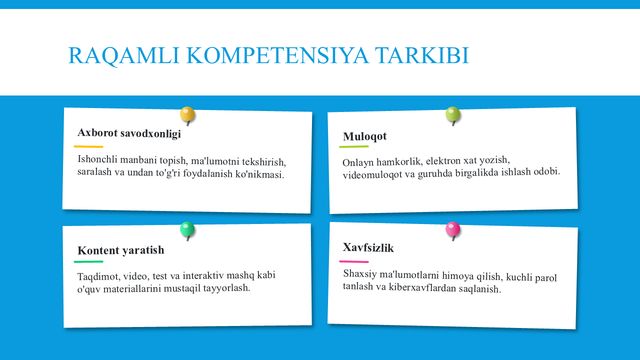 RAQAMLI KOMPETENSIYA TARKIBI
Axborot savodxonligi
Ishonchli manbani topish, ma'lumotni tekshirish,
saralash va undan to'g'ri foydalanish ko'nikmasi.
Muloqot
Onlayn hamkorlik, elektron xat yozish,
videomuloqot va guruhda birgalikda ishlash odobi.
Kontent yaratish
Taqdimot, video, test va interaktiv mashq kabi
o'quv materiallarini mustaqil tayyorlash.
Xavfsizlik
Shaxsiy ma'lumotlarni himoya qilish, kuchli parol
tanlash va kiberxavflardan saqlanish.